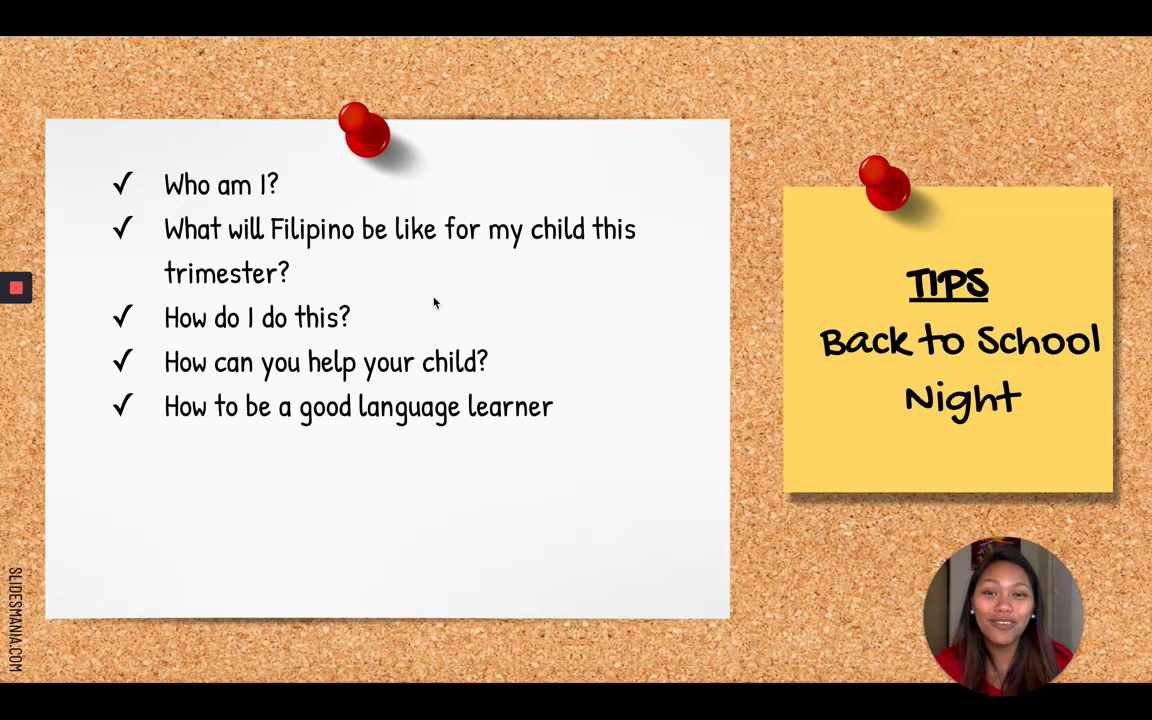 ✓ Who am I?
✓ What will Filipino be like for my child this
trimester?
✓ How do I do this?
✓ How can you help your child?
✓ How to be a good language learner
TIPS
Back to School
Night
SLIDESMANIA.COM